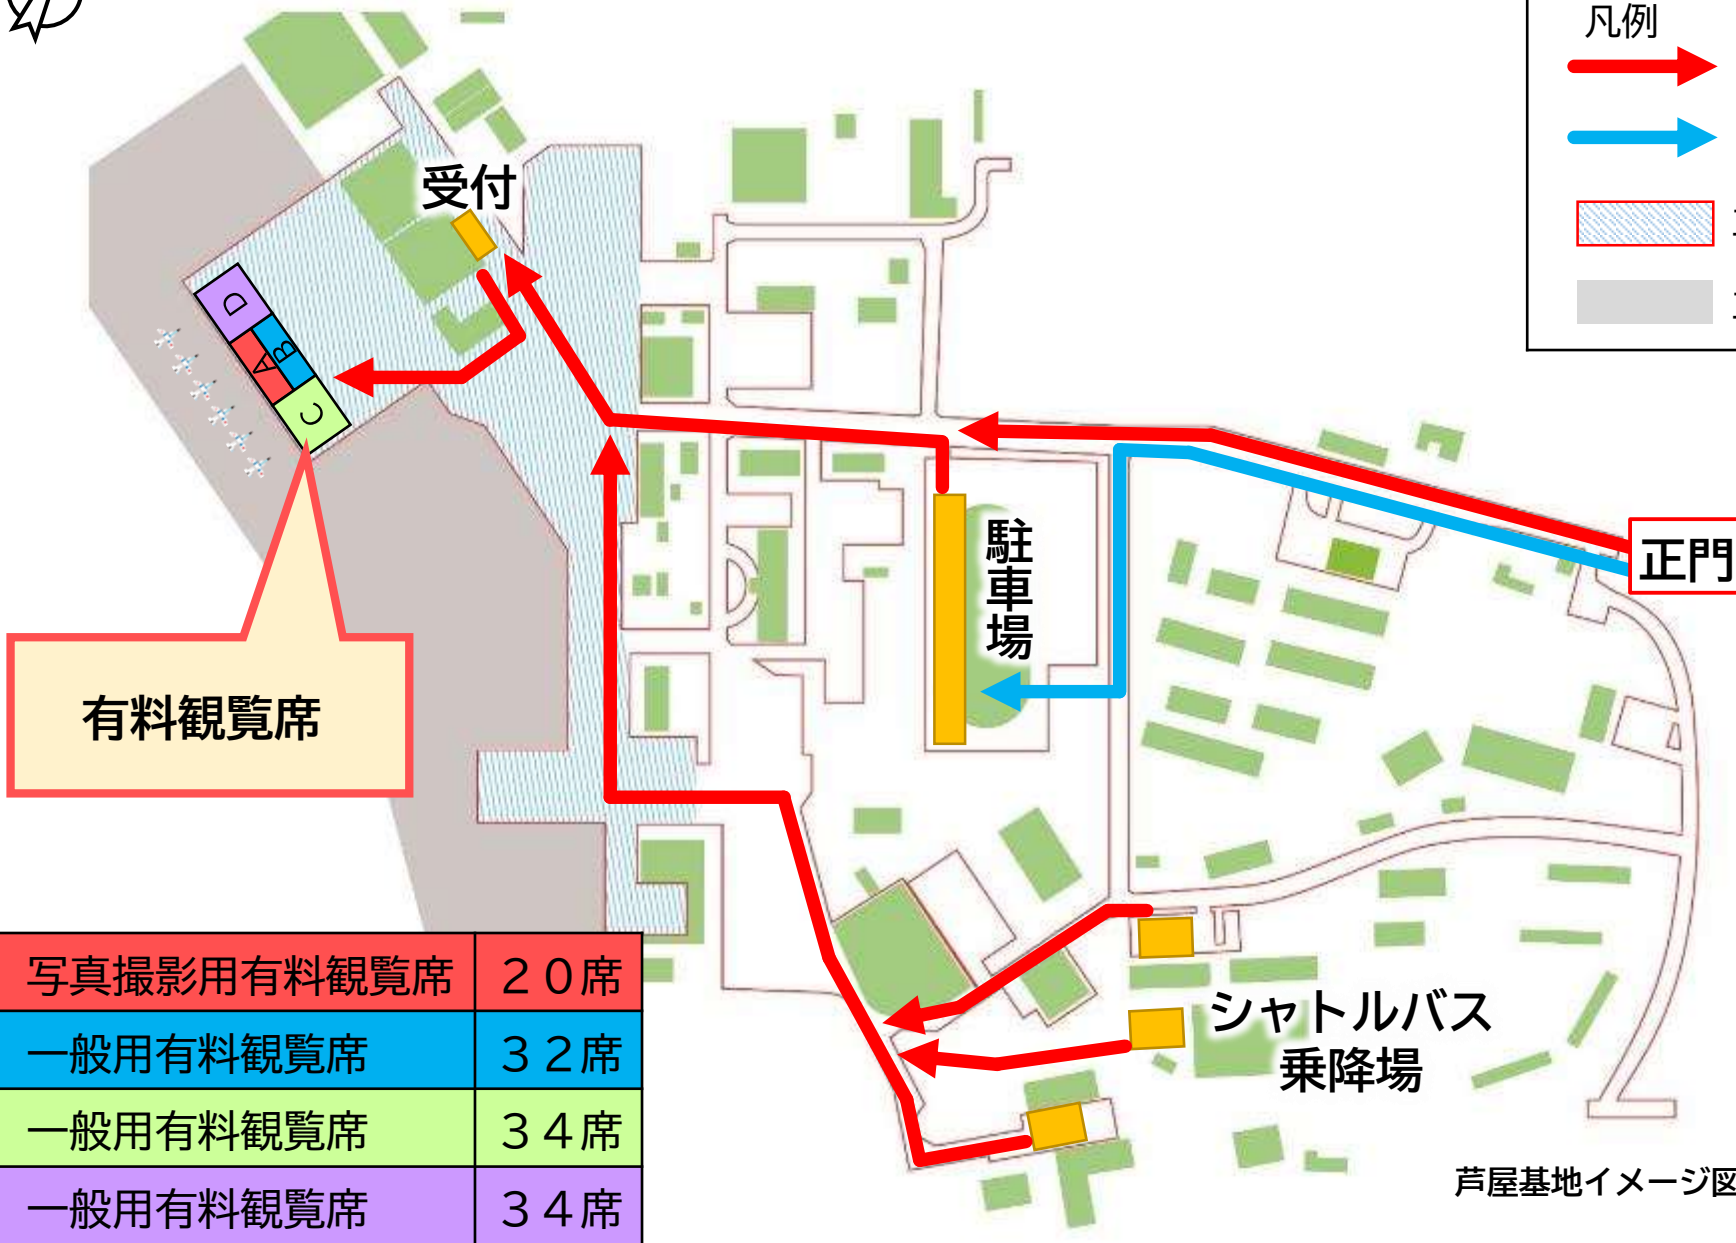 凡例
受付
D
B
A
C
駐車場
正門
有料観覧席
写真撮影用有料観覧席 ２０席
一般用有料観覧席 ３２席
一般用有料観覧席 ３４席
一般用有料観覧席 ３４席
シャトルバス
乗降場
芦屋基地イメージ図